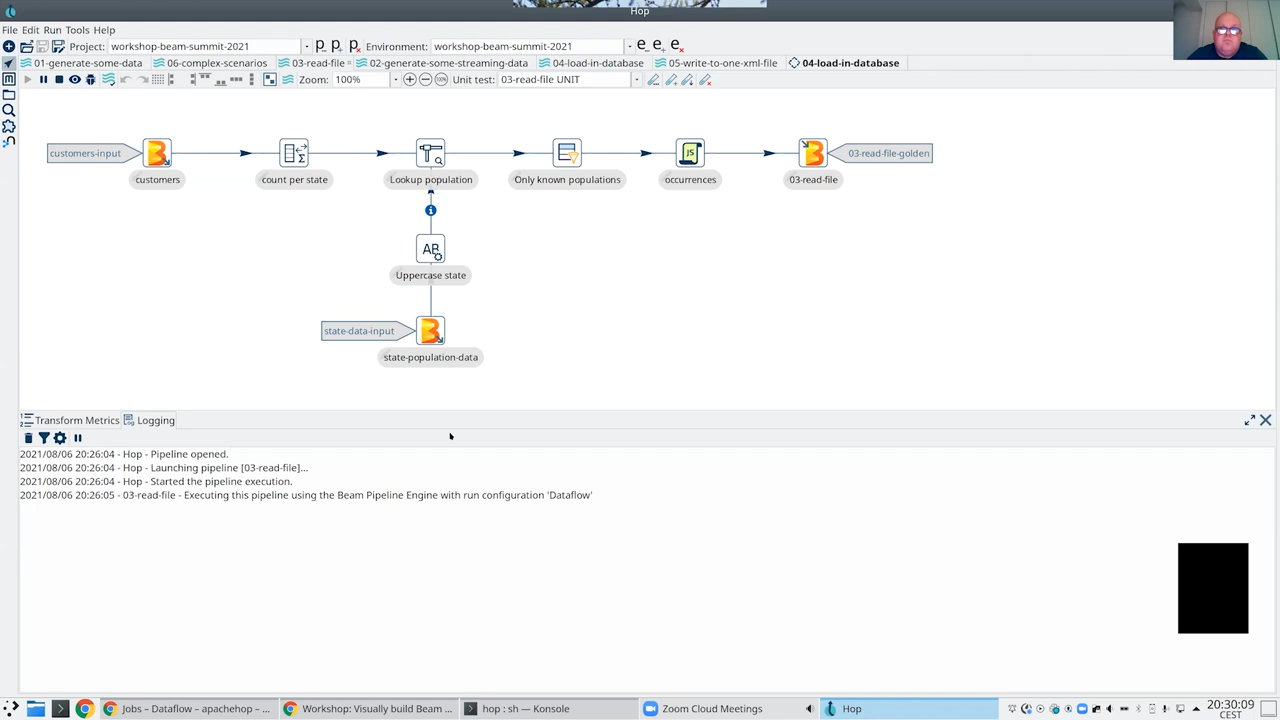 Hop
File Edit Run Tools Help
Project: workshop-beam-summit-2021 Environment: workshop-beam-summit-2021
01-generate-some-data 06-complex-scenarios 03-read-file 02-generate-some-streaming-data 04-load-in-database 05-write-to-one-xml-file 04-load-in-database
Zoom: 100% Unit test: 03-read-file UNIT
customers-input 03-read-file-golden
customers count per state Lookup population Only known populations occurrences 03-read-file
Uppercase state
state-data-input
state-population-data
Transform Metrics Logging
2021/08/06 20:26:04 - Hop - Pipeline opened.
2021/08/06 20:26:04 - Hop - Launching pipeline [03-read-file]...
2021/08/06 20:26:04 - Hop - Started the pipeline execution.
2021/08/06 20:26:05 - 03-read-file - Executing this pipeline using the Beam Pipeline Engine with run configuration 'Dataflow'
Jobs – Dataflow – apachehop – ... Workshop: Visually build Beam ... hop : sh — Konsole Zoom Cloud Meetings Hop 20:30:09
CEST